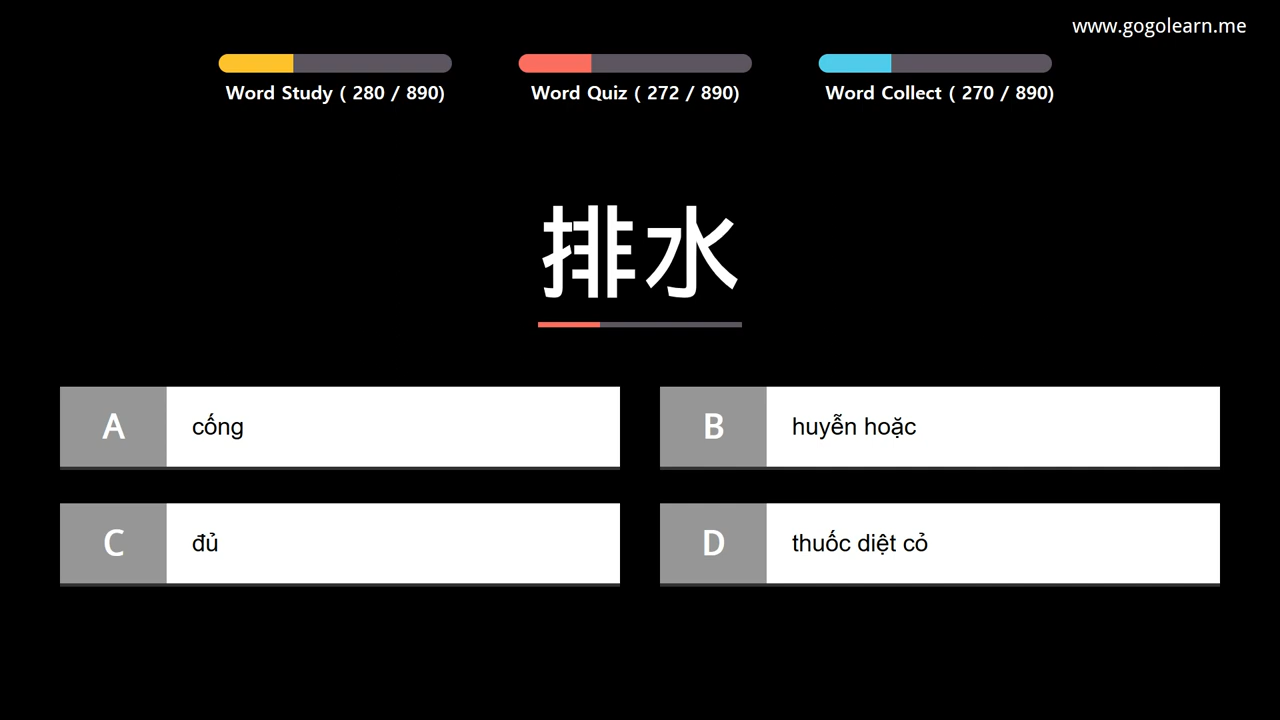 www.gogolearn.me
Word Study ( 280 / 890)
Word Quiz ( 272 / 890)
Word Collect ( 270 / 890)
排水
A cống
B huyễn hoặc
C đủ
D thuốc diệt cỏ